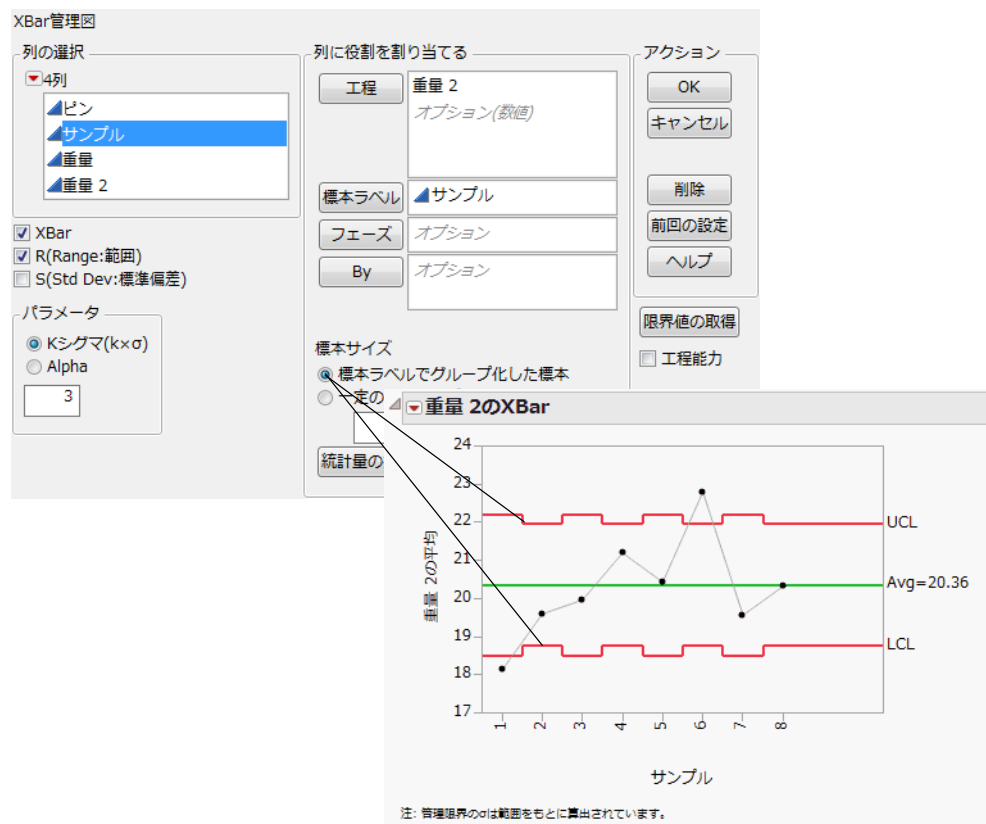 XBar管理図
列の選択
4列
ピン
サンプル
重量
重量 2
XBar
R(Range:範囲)
S(Std Dev:標準偏差)
パラメータ
Kシグマ(k×σ)
Alpha
3
列に役割を割り当てる
工程
重量 2
オプション(数値)
標本ラベル
サンプル
フェーズ
オプション
By
オプション
標本サイズ
標本ラベルでグループ化した標本
一定の
統計量の
アクション
OK
キャンセル
削除
前回の設定
ヘルプ
限界値の取得
工程能力
重量 2のXBar
重量 2の平均
24
23
22
21
20
19
18
17
UCL
Avg=20.36
LCL
1
2
3
4
5
6
7
8
サンプル
注: 管理限界のσは範囲をもとに算出されています。